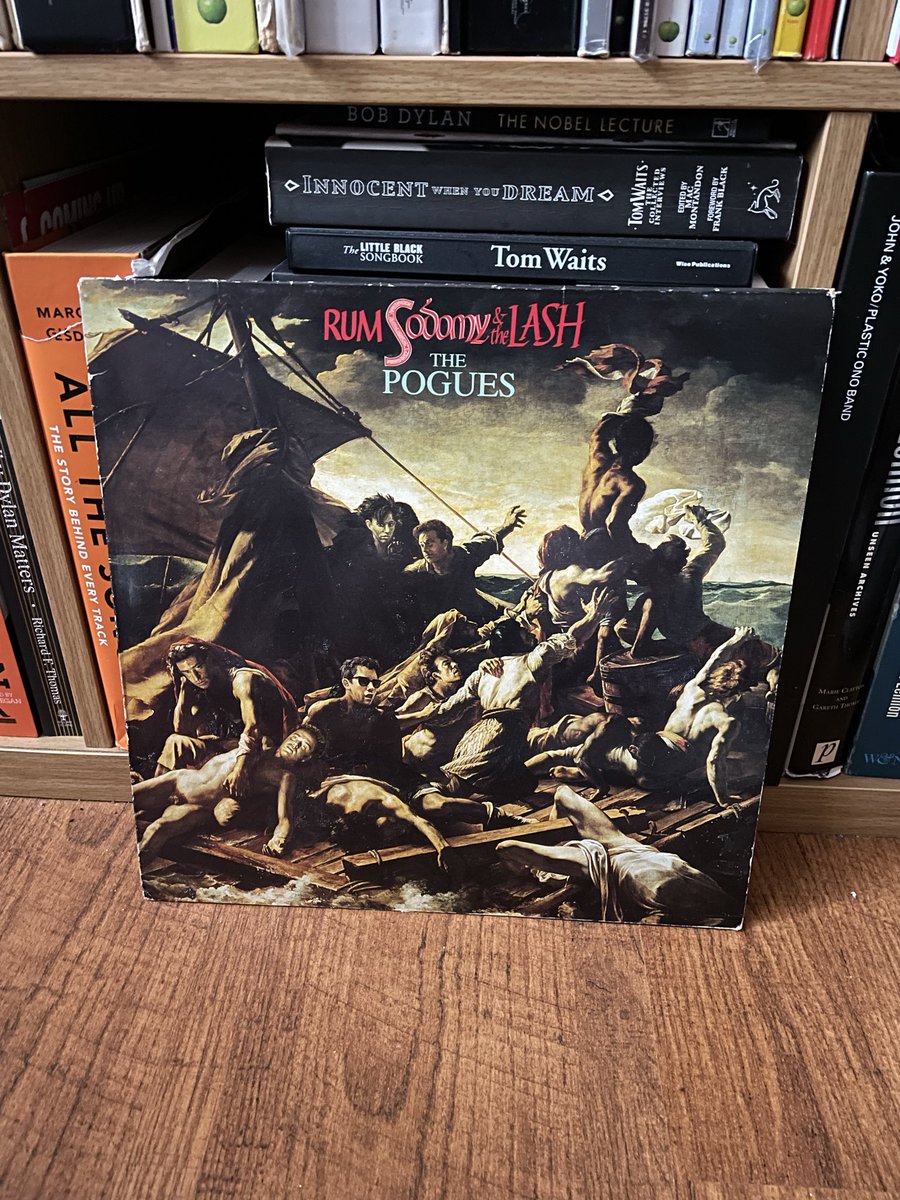 BOB DYLAN THE NOBEL LECTURE
INNOCENT WHEN YOU DREAM
TOM WAITS
THE COLLECTED
INTERVIEWS
EDITED BY
MAC
MONTANDON
FOREWORD BY
FRANK BLACK
The LITTLE BLACK
SONGBOOK
Tom Waits
Wise Publications
RUM Sodomy & the LASH
THE
POGUES
COMING
ALL THE
THE STORY BEHIND EVERY TRACK
Dylan Matters • Richard F. Thomas
JOHN & YOKO/PLASTIC ONO BAND
UNSEEN ARCHIVES
MARIE CLAYTON
AND
GARETH THOMAS
P